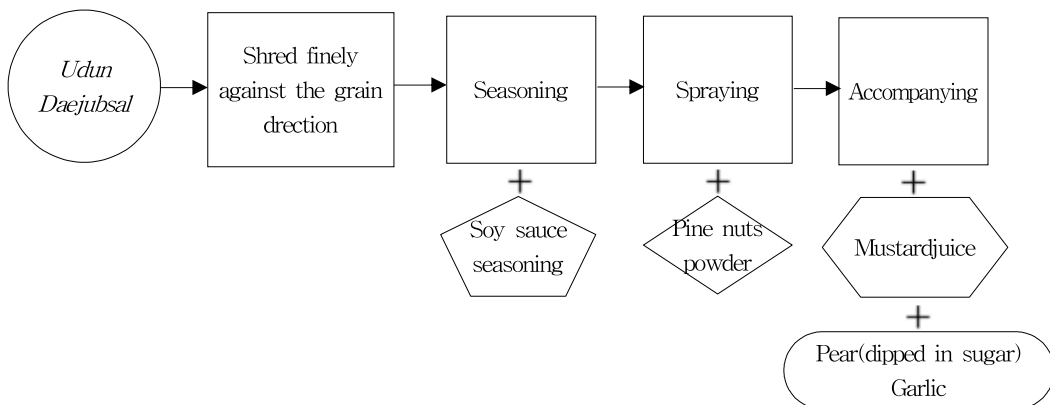 Udun
Daejubsal
Shred finely
against the grain
drection
Seasoning
Spraying
Accompanying
+
+
+
Soy sauce
seasoning
Pine nuts
powder
Mustardjuice
+
Pear(dipped in sugar)
Garlic